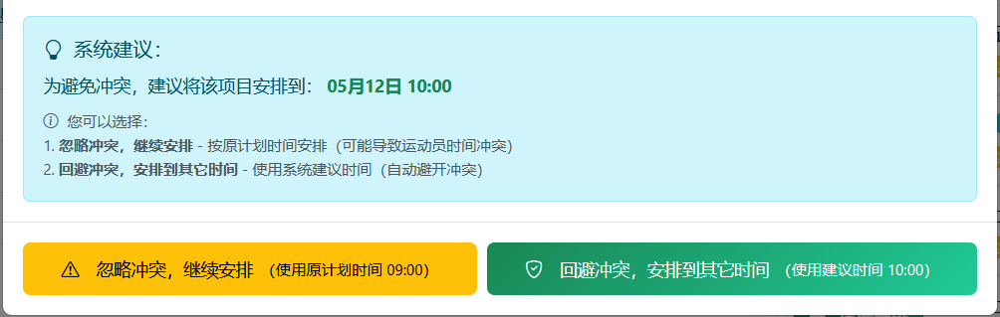 系统建议：
为避免冲突，建议将该项目安排到： 05月12日 10:00
您可以选择：
1. 忽略冲突，继续安排 - 按原计划时间安排（可能导致运动员时间冲突）
2. 回避冲突，安排到其它时间 - 使用系统建议时间（自动避开冲突）
忽略冲突，继续安排 （使用原计划时间 09:00）
回避冲突，安排到其它时间 （使用建议时间 10:00）